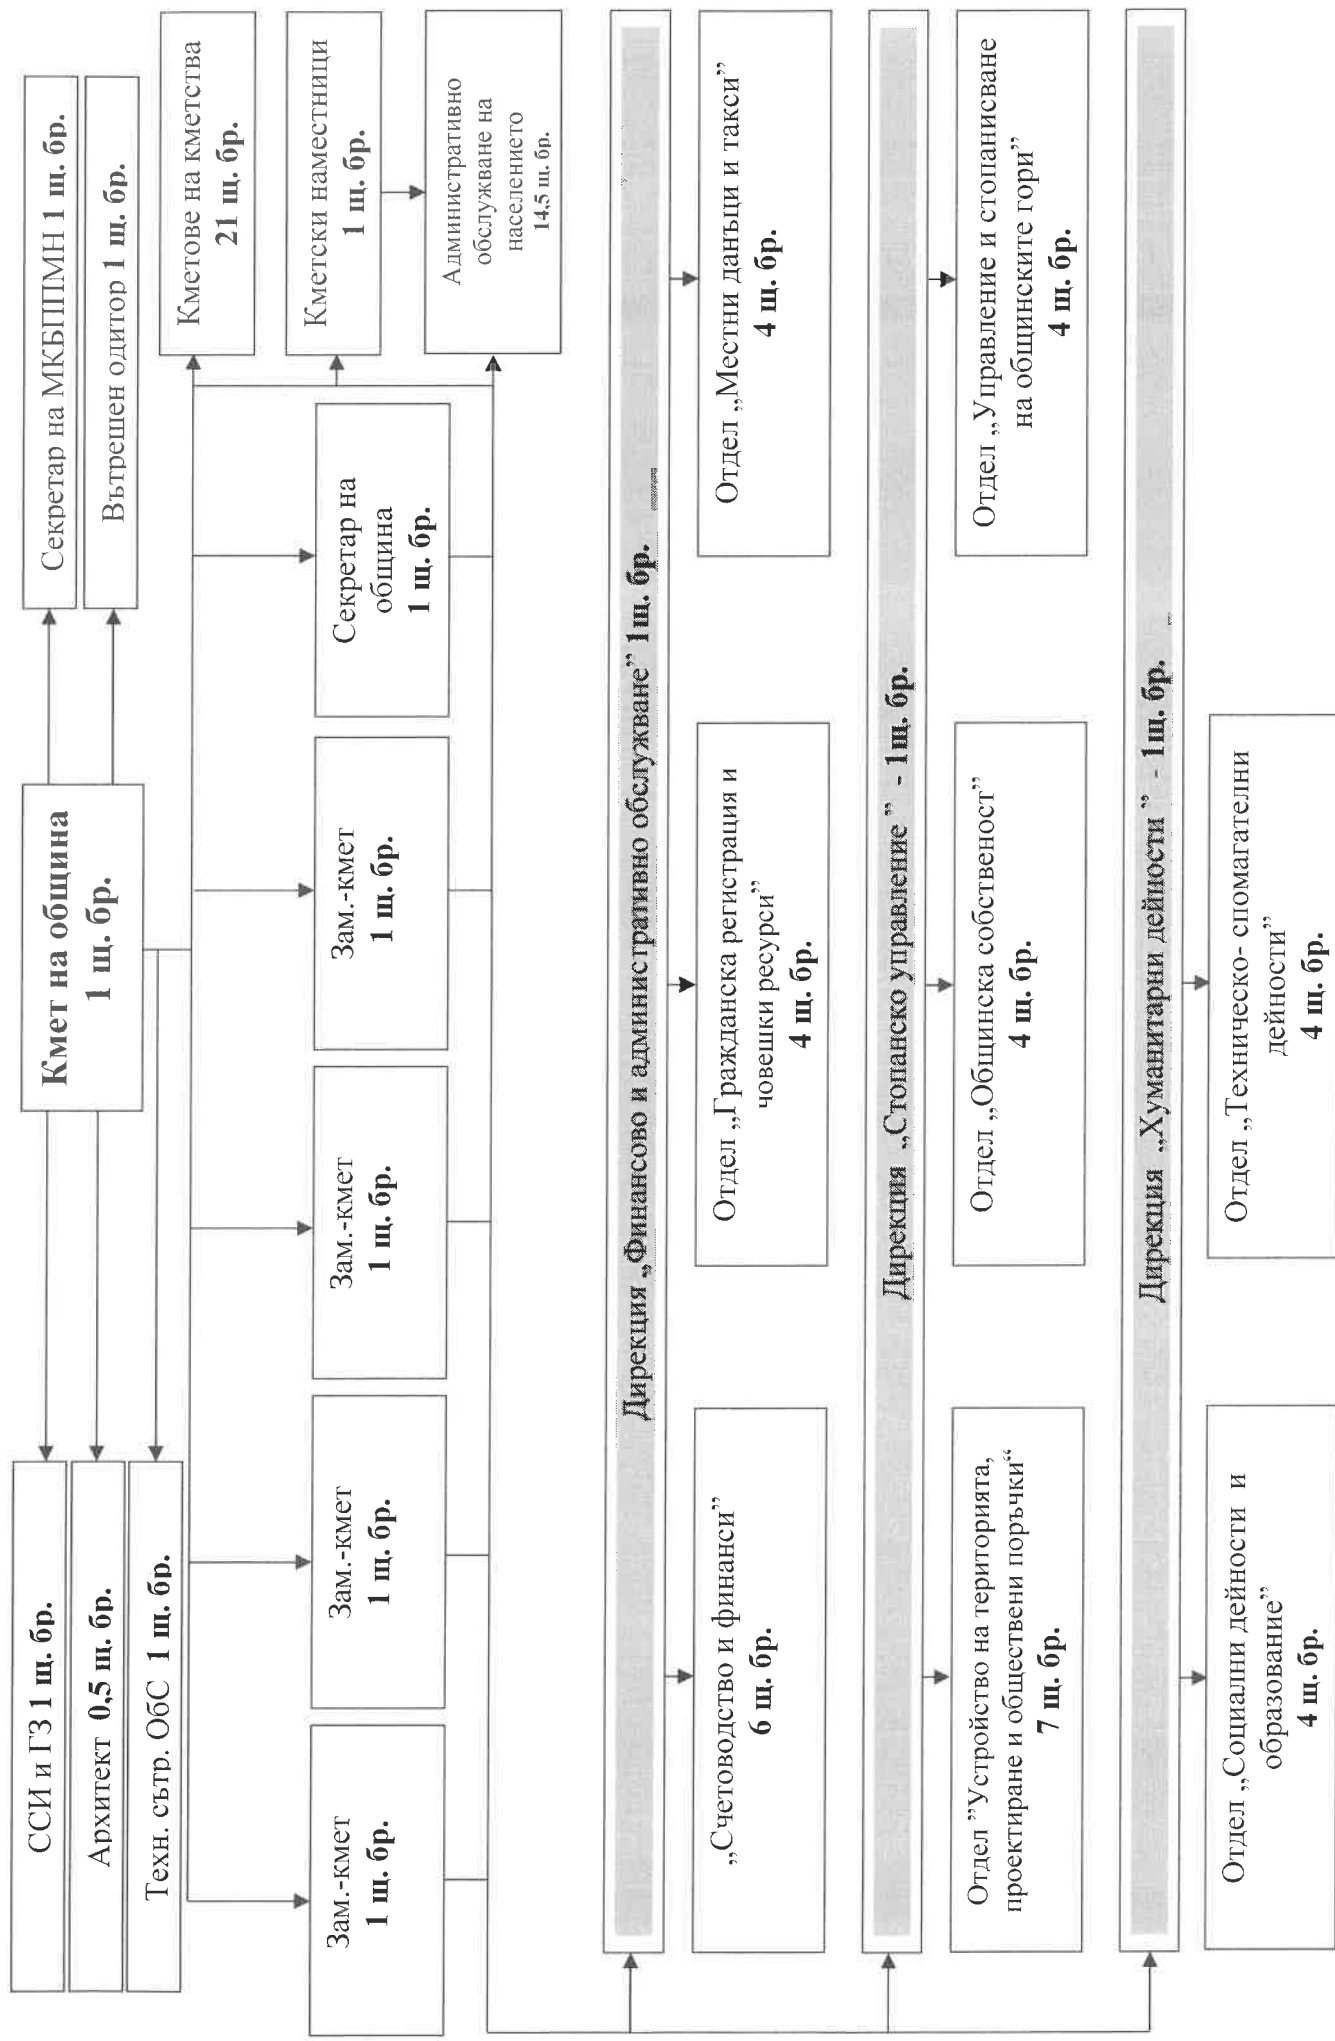 ССИ и ГЗ 1 щ. бр.
Архитект 0,5 щ. бр.
Техн. сътр. ОбС 1 щ. бр.
Кмет на община
1 щ. бр.
Секретар на МКБППМН 1 щ. бр.
Вътрешен одитор 1 щ. бр.
Кметове на кметства
21 щ. бр.
Кметски наместници
1 щ. бр.
Административно
обслужване на
населението
14,5 щ. бр.
Зам.-кмет
1 щ. бр.
Зам.-кмет
1 щ. бр.
Зам.-кмет
1 щ. бр.
Зам.-кмет
1 щ. бр.
Секретар на
община
1 щ. бр.
Дирекция „Финансово и административно обслужване” 1щ. бр.
„Счетоводство и финанси”
6 щ. бр.
Отдел „Гражданска регистрация и
човешки ресурси”
4 щ. бр.
Отдел „Местни данъци и такси”
4 щ. бр.
Дирекция „Стопанско управление ” - 1щ. бр.
Отдел ”Устройство на територията,
проектиране и обществени поръчки“
7 щ. бр.
Отдел „Общинска собственост”
4 щ. бр.
Отдел „Управление и стопанисване
на общинските гори”
4 щ. бр.
Дирекция „Хуманитарни дейности ” - 1щ. бр.
Отдел „Социални дейности и
образование”
4 щ. бр.
Отдел „Техническо- спомагателни
дейности”
4 щ. бр.